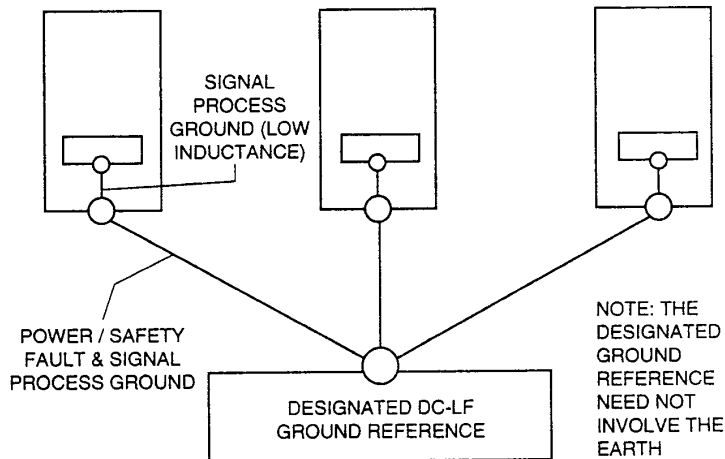 SIGNAL
PROCESS
GROUND (LOW
INDUCTANCE)
POWER / SAFETY
FAULT & SIGNAL
PROCESS GROUND
DESIGNATED DC-LF
GROUND REFERENCE
NOTE: THE
DESIGNATED
GROUND
REFERENCE
NEED NOT
INVOLVE THE
EARTH